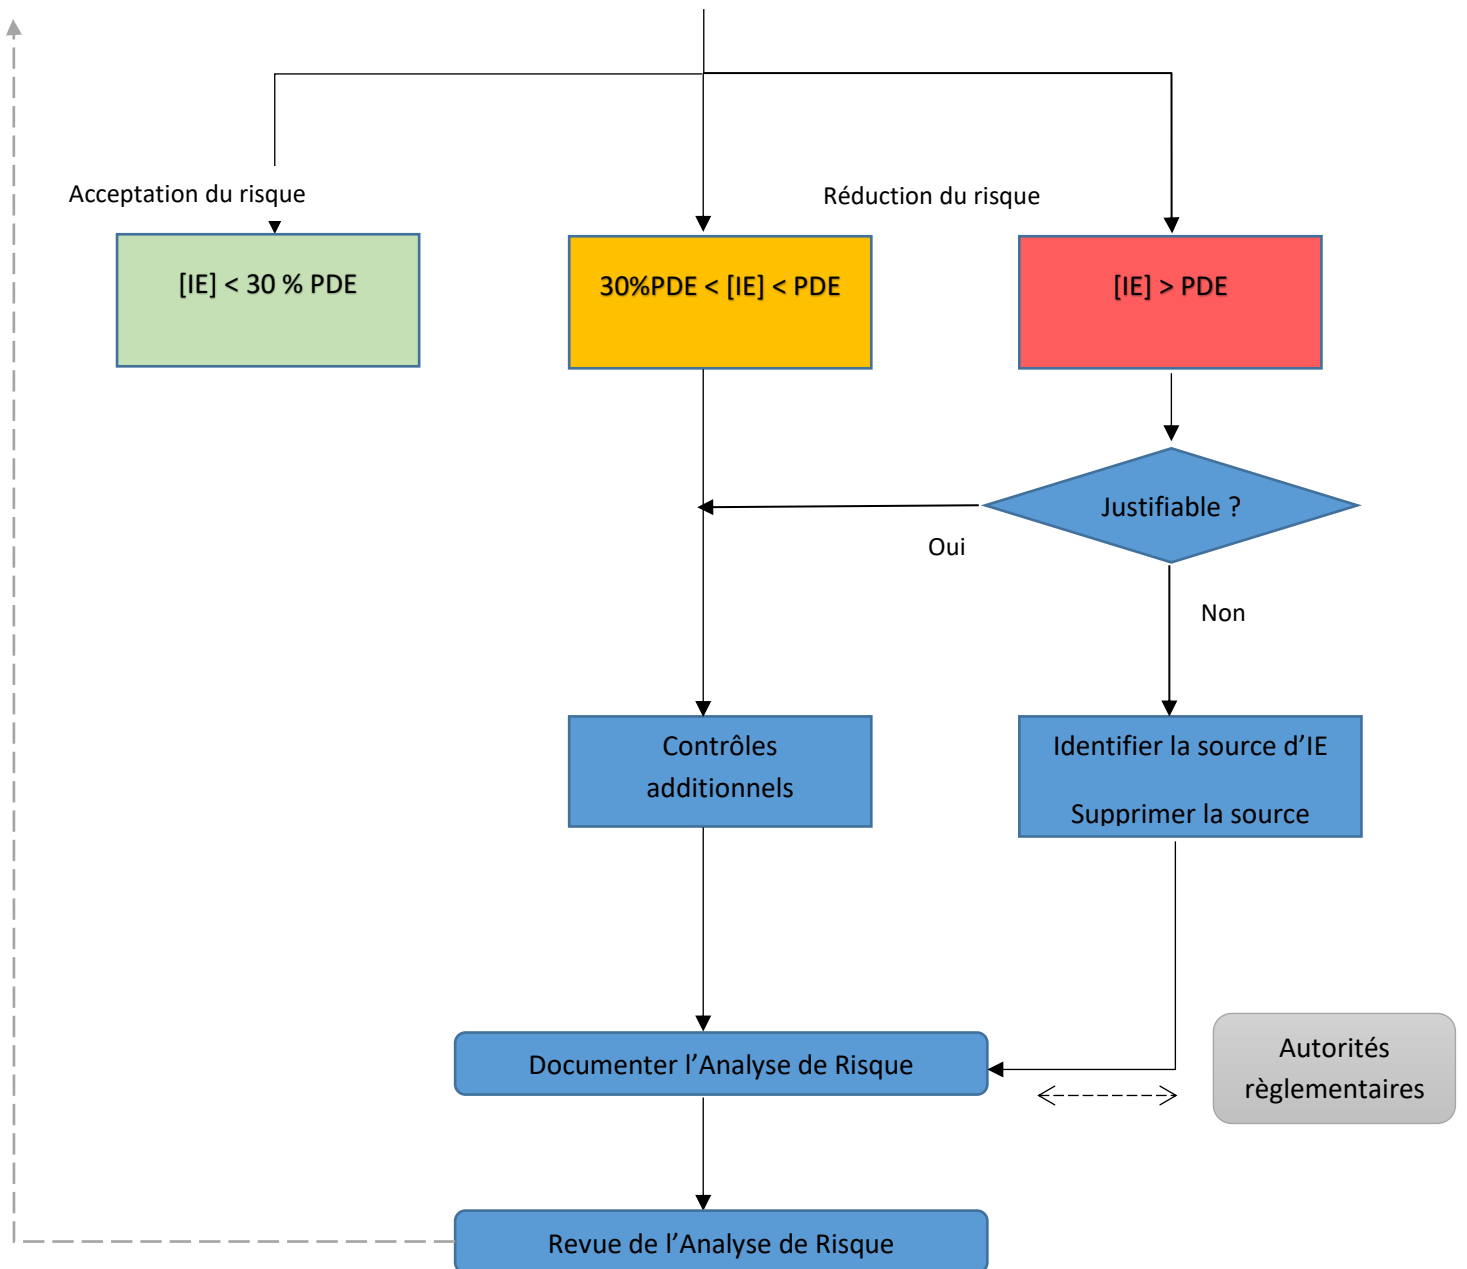 Acceptation du risque
Réduction du risque
[IE] < 30 % PDE
30%PDE < [IE] < PDE
[IE] > PDE
Justifiable ?
Oui
Non
Contrôles
additionnels
Identifier la source d’IE
Supprimer la source
Documenter l’Analyse de Risque
Autorités
règlementaires
Revue de l’Analyse de Risque